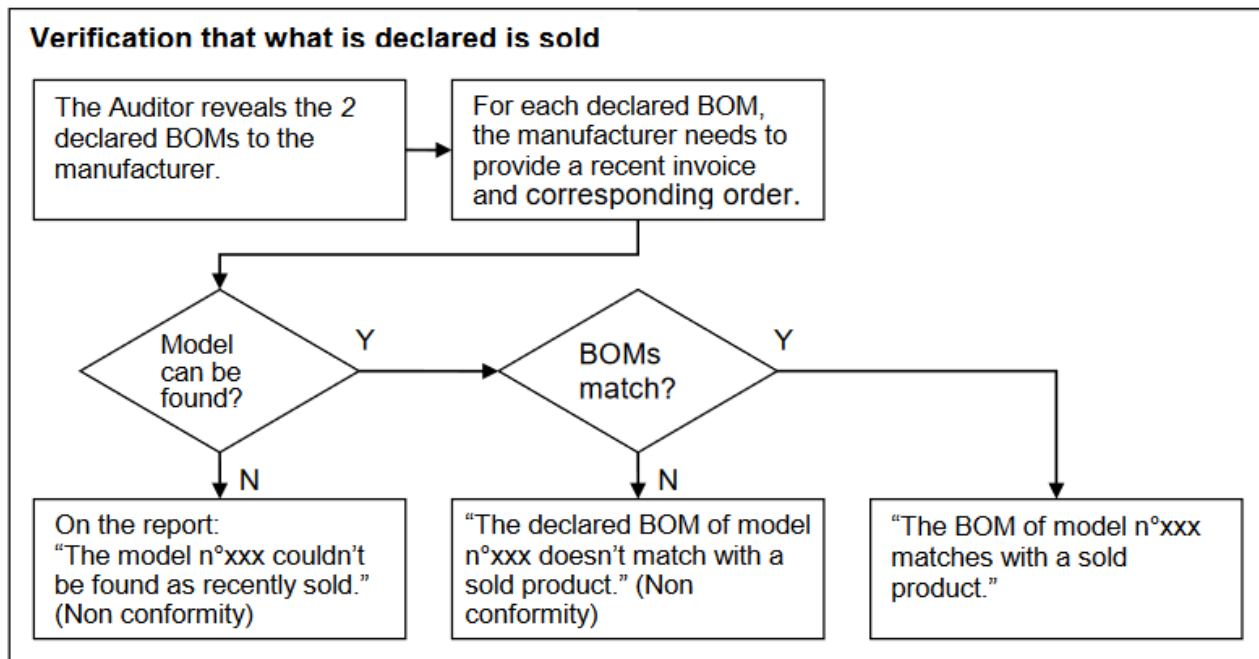 Verification that what is declared is sold
The Auditor reveals the 2
declared BOMs to the
manufacturer.
For each declared BOM,
the manufacturer needs to
provide a recent invoice
and corresponding order.
Model
can be
found?
Y
BOMs
match?
Y
N
N
On the report:
“The model n°xxx couldn’t
be found as recently sold.”
(Non conformity)
“The declared BOM of model
n°xxx doesn’t match with a
sold product.” (Non
conformity)
“The BOM of model n°xxx
matches with a sold
product.”